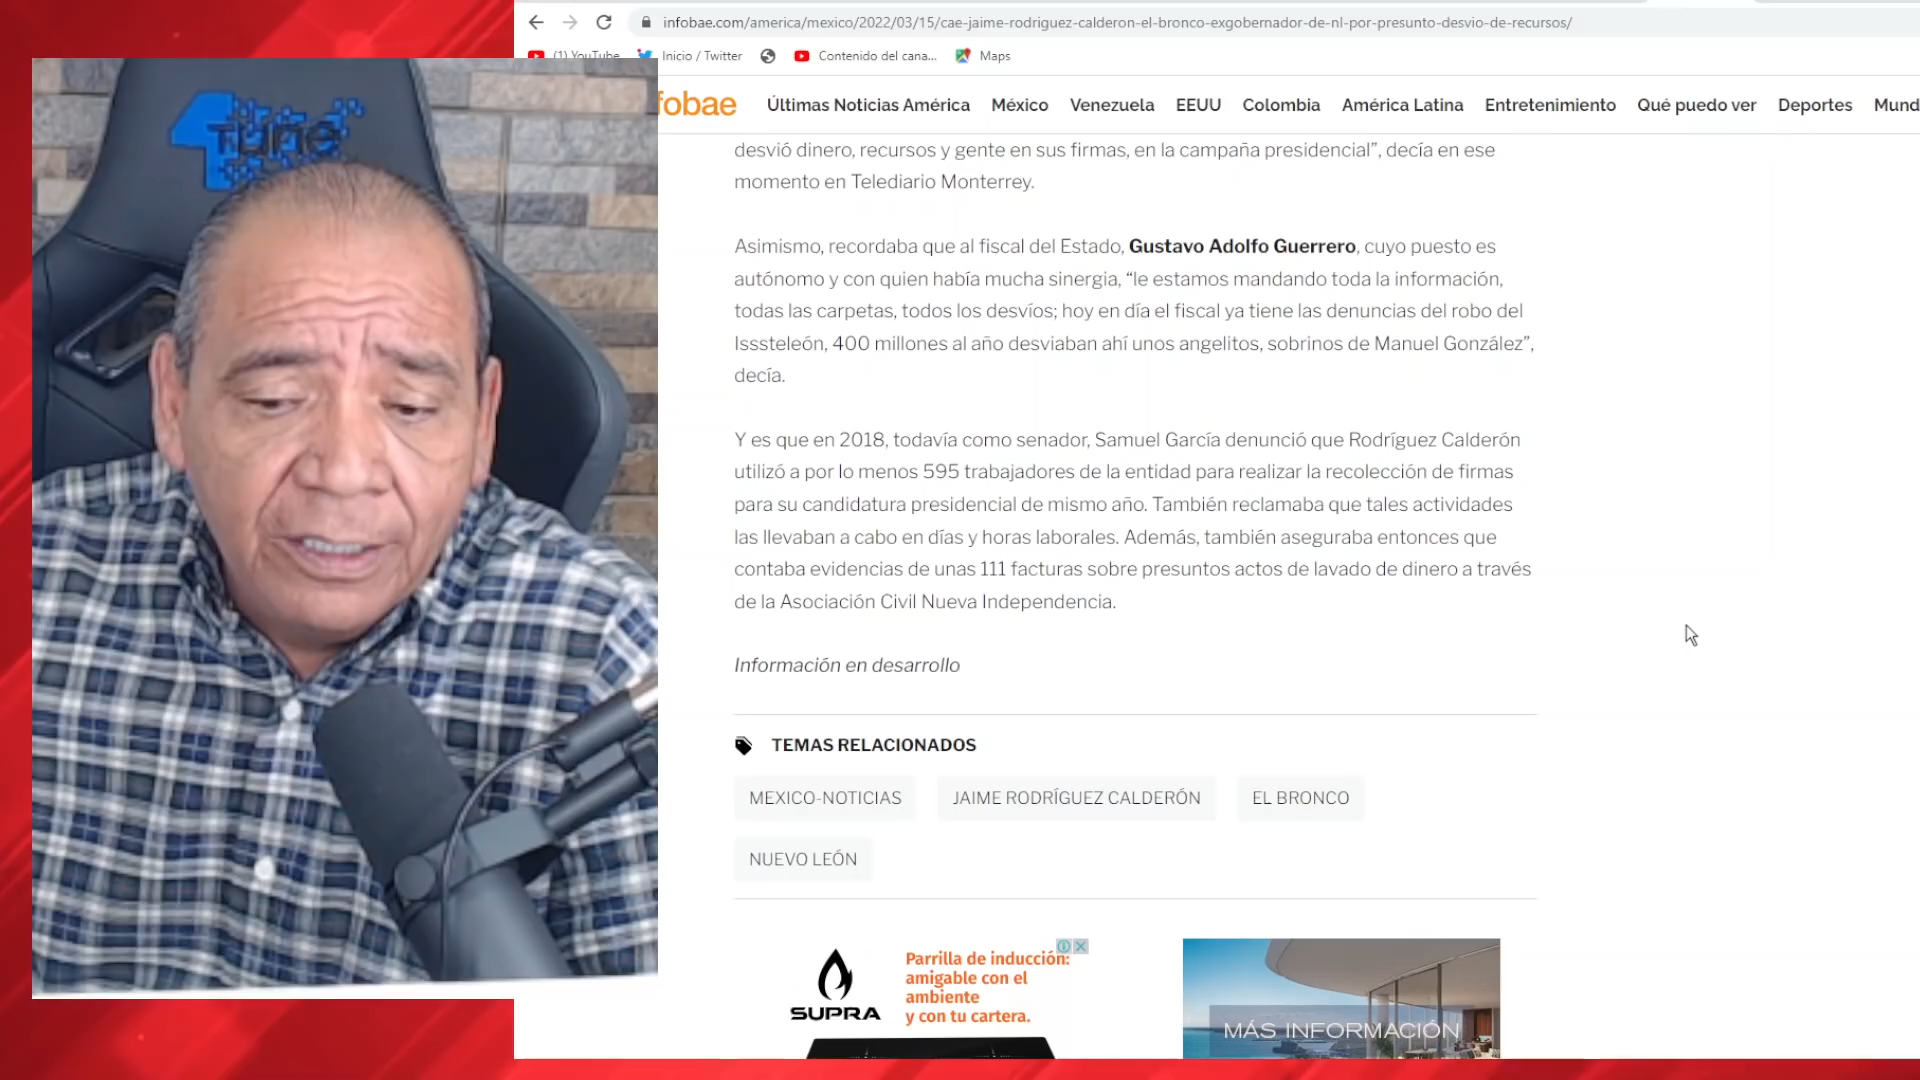 infobae.com/america/mexico/2022/03/15/cae-jaime-rodriguez-calderon-el-bronco-exgobernador-de-nl-por-presunto-desvio-de-recursos/
(1) YouTube Inicio / Twitter Contenido del cana... Maps
fobae Últimas Noticias América México Venezuela EEUU Colombia América Latina Entretenimiento Qué puedo ver Deportes Mund
desvió dinero, recursos y gente en sus firmas, en la campaña presidencial”, decía en ese
momento en Telediario Monterrey.
Asimismo, recordaba que al fiscal del Estado, Gustavo Adolfo Guerrero, cuyo puesto es
autónomo y con quien había mucha sinergia, “le estamos mandando toda la información,
todas las carpetas, todos los desvíos; hoy en día el fiscal ya tiene las denuncias del robo del
Isssteleón, 400 millones al año desviaban ahí unos angelitos, sobrinos de Manuel González”,
decía.
Y es que en 2018, todavía como senador, Samuel García denunció que Rodríguez Calderón
utilizó a por lo menos 595 trabajadores de la entidad para realizar la recolección de firmas
para su candidatura presidencial de mismo año. También reclamaba que tales actividades
las llevaban a cabo en días y horas laborales. Además, también aseguraba entonces que
contaba evidencias de unas 111 facturas sobre presuntos actos de lavado de dinero a través
de la Asociación Civil Nueva Independencia.
Información en desarrollo
TEMAS RELACIONADOS
MEXICO-NOTICIAS JAIME RODRÍGUEZ CALDERÓN EL BRONCO
NUEVO LEÓN
Parrilla de inducción:
amigable con el
ambiente
y con tu cartera.
SUPRA
MÁS INFORMACIÓN
4Tune